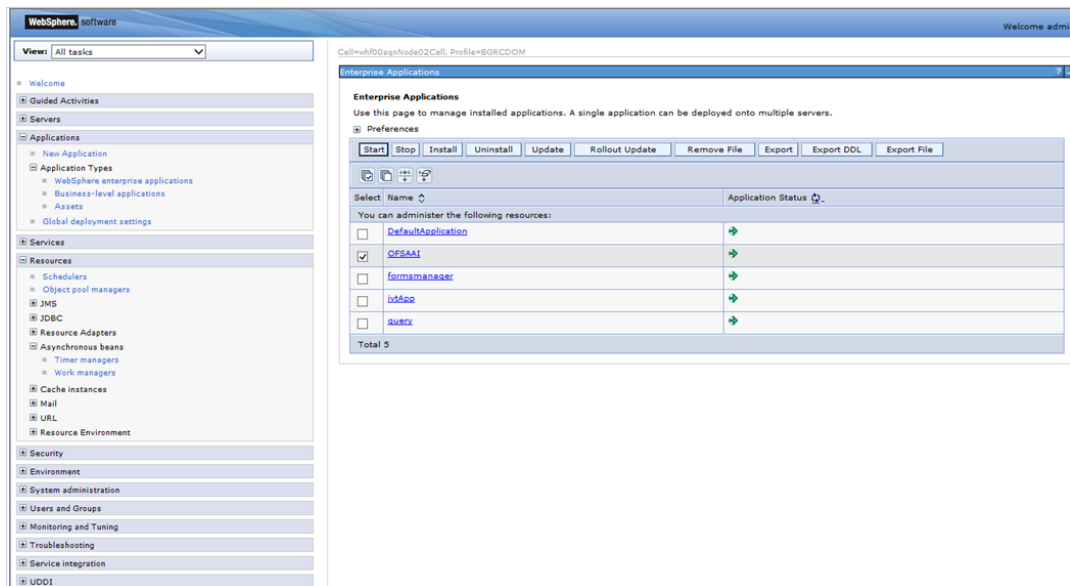 WebSphere. software
Welcome admi
View: All tasks
Cell=whf00aqnNode02Cell, Profile=BGRCDOM
Welcome
Guided Activities
Servers
Applications
New Application
Application Types
WebSphere enterprise applications
Business-level applications
Assets
Global deployment settings
Services
Resources
Schedulers
Object pool managers
JMS
JDBC
Resource Adapters
Asynchronous beans
Timer managers
Work managers
Cache instances
Mail
URL
Resource Environment
Security
Environment
System administration
Users and Groups
Monitoring and Tuning
Troubleshooting
Service integration
UDDI
Enterprise Applications ? -
Enterprise Applications
Use this page to manage installed applications. A single application can be deployed onto multiple servers.
Preferences
Start Stop Install Uninstall Update Rollout Update Remove File Export Export DDL Export File
Select Name Application Status
You can administer the following resources:
DefaultApplication
OFSAAI
formsmanager
ivtApp
query
Total 5